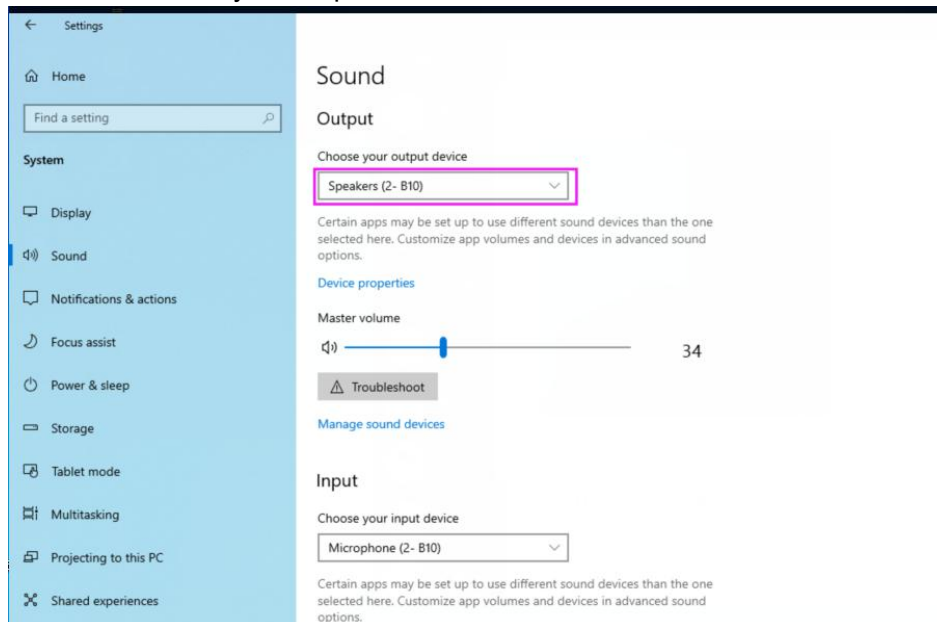 Settings
Home
Find a setting
System
Display
Sound
Notifications & actions
Focus assist
Power & sleep
Storage
Tablet mode
Multitasking
Projecting to this PC
Shared experiences
Sound
Output
Choose your output device
Speakers (2- B10)
Certain apps may be set up to use different sound devices than the one
selected here. Customize app volumes and devices in advanced sound
options.
Device properties
Master volume
34
Troubleshoot
Manage sound devices
Input
Choose your input device
Microphone (2- B10)
Certain apps may be set up to use different sound devices than the one
selected here. Customize app volumes and devices in advanced sound
options.